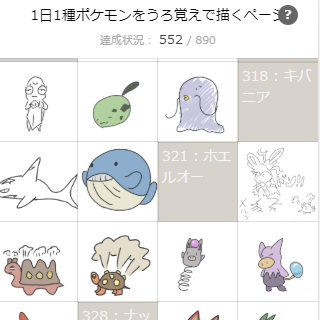 1日1種ポケモンをうろ覚えで描くページ
?
達成状況： 552 / 890
318：キバ
ニア
321：ホエ
ルオー
328：ナッ